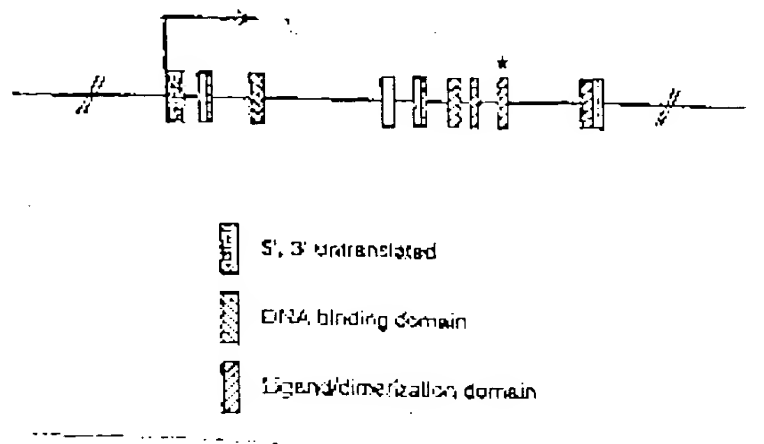 ★
5', 3' untranslated
DNA binding domain
Ligand/dimerization domain